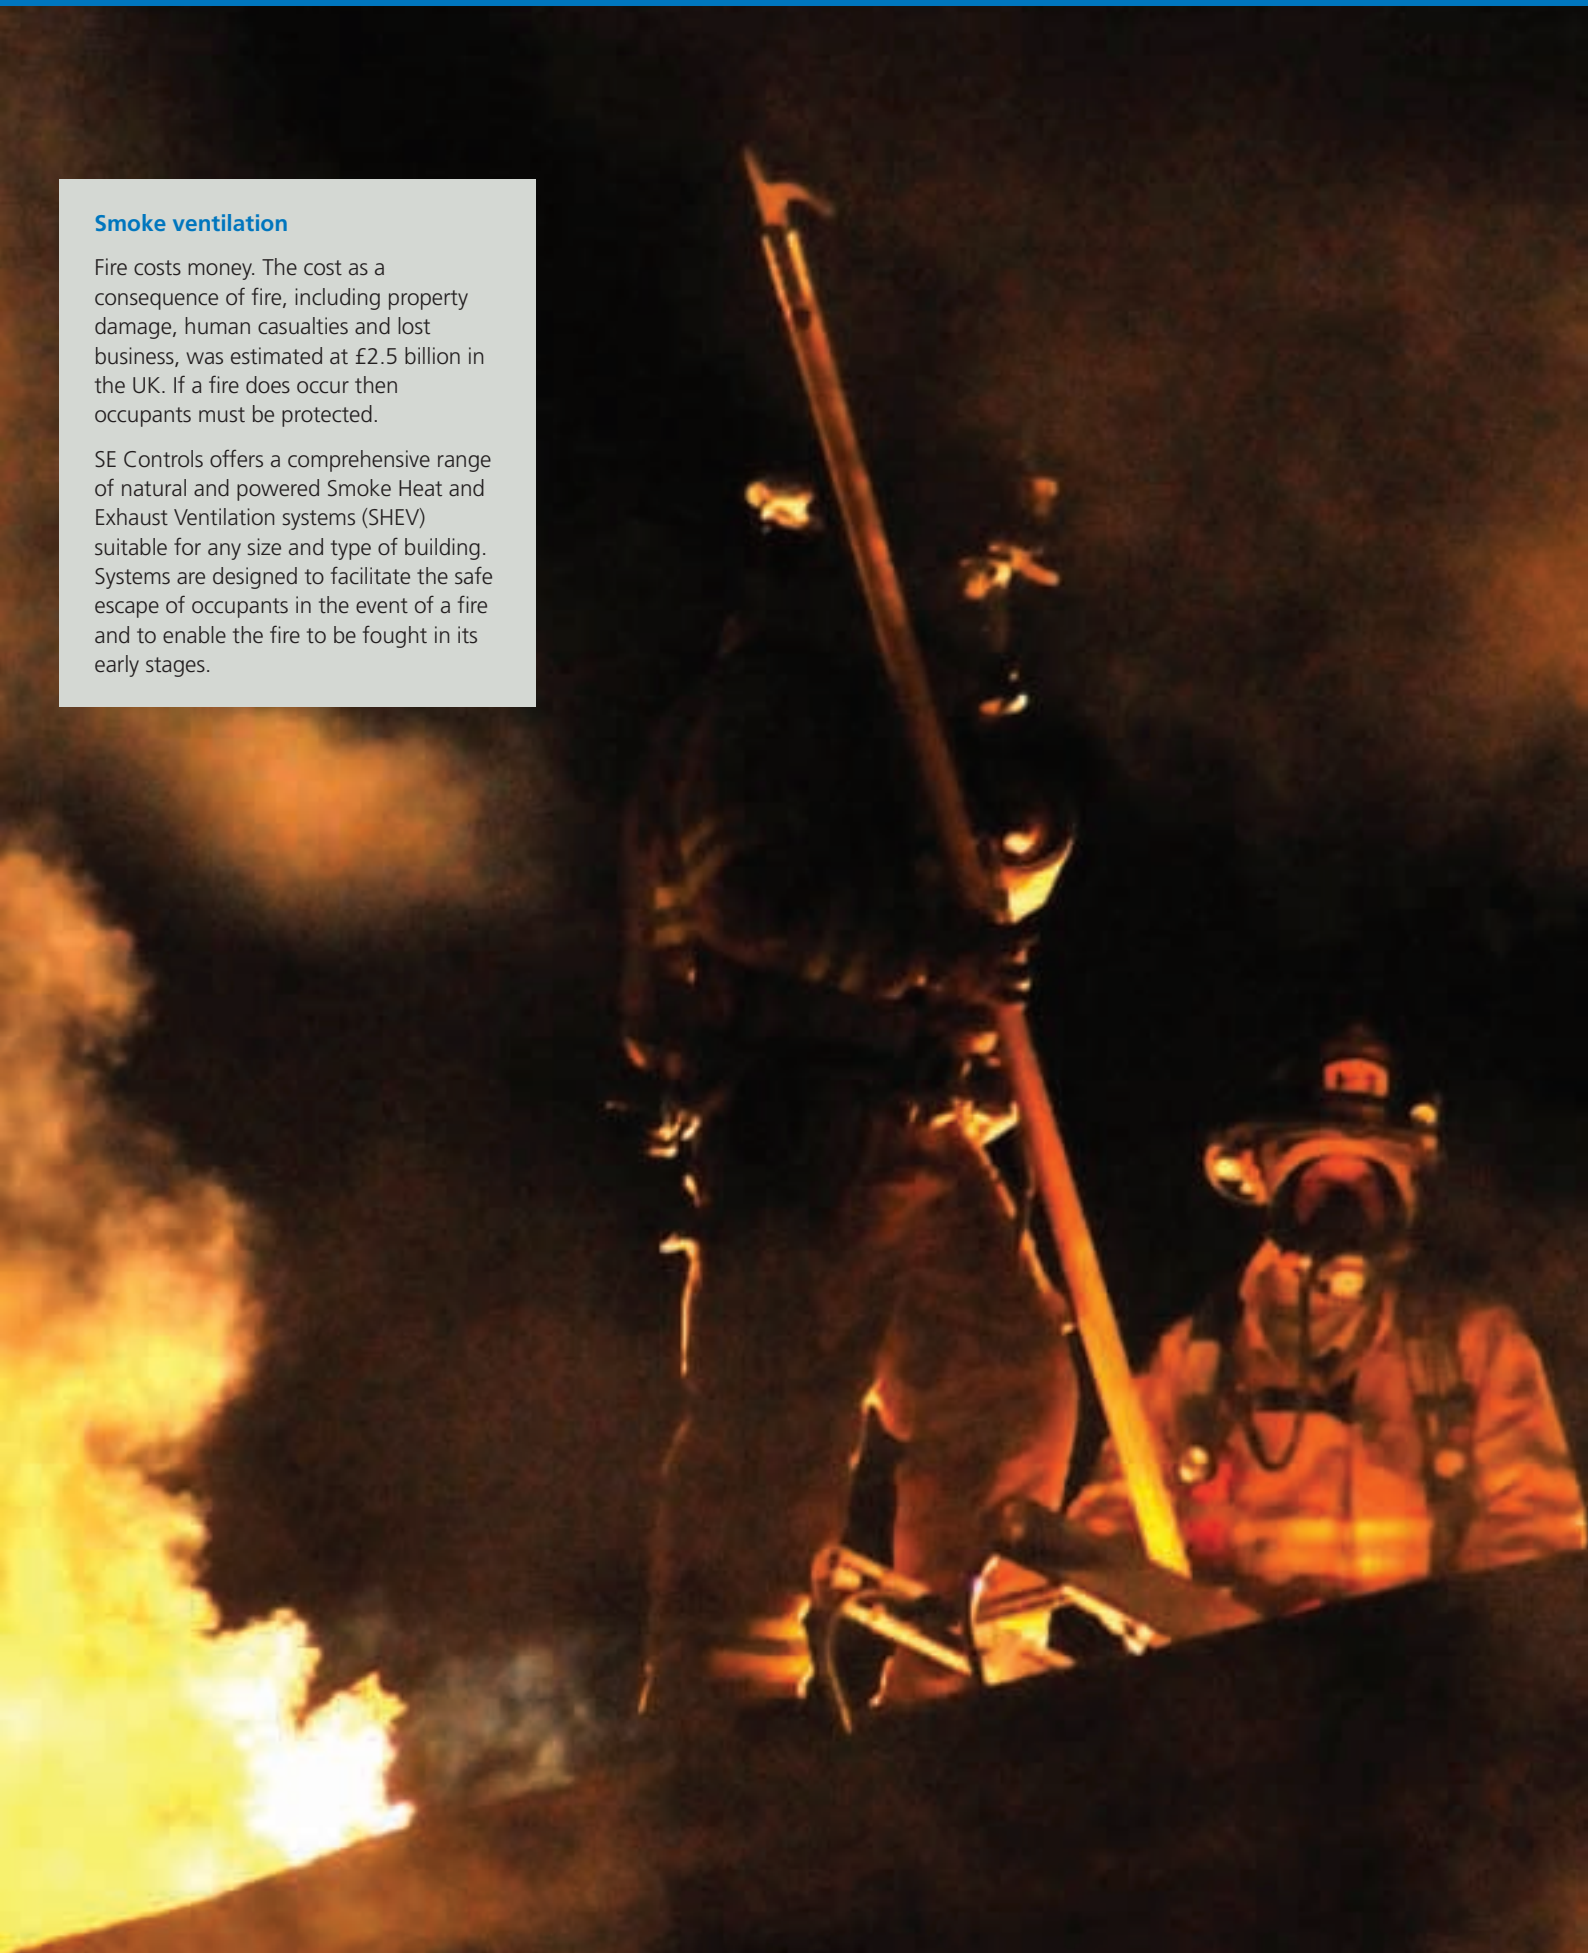 Smoke ventilation
Fire costs money. The cost as a
consequence of fire, including property
damage, human casualties and lost
business, was estimated at £2.5 billion in
the UK. If a fire does occur then
occupants must be protected.
SE Controls offers a comprehensive range
of natural and powered Smoke Heat and
Exhaust Ventilation systems (SHEV)
suitable for any size and type of building.
Systems are designed to facilitate the safe
escape of occupants in the event of a fire
and to enable the fire to be fought in its
early stages.